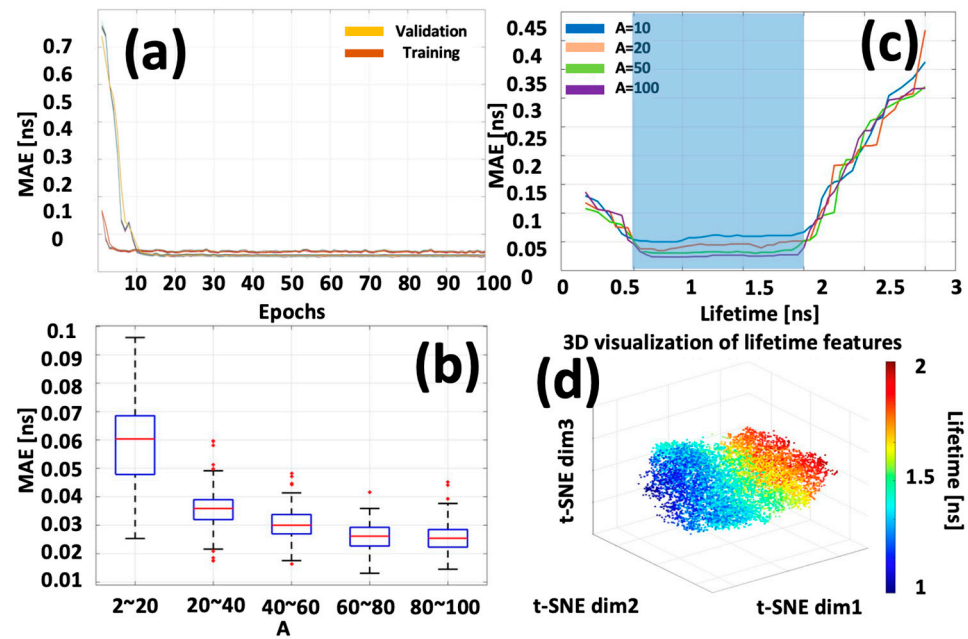 (a)
Validation
Training
0.7
0.6
0.5
0.4
0.3
0.2
0.1
0
MAE [ns]
10 20 30 40 50 60 70 80 90 100
Epochs
(c)
A=10
A=20
A=50
A=100
0.45
0.35
0.4
0.35
0.2
0.15
0.1
0.05
0
MAE [ns]
0 0.5 1 1.5 2 2.5 3
Lifetime [ns]
(b)
0.1
0.09
0.08
0.07
0.06
0.05
0.04
0.03
0.02
0.01
MAE [ns]
2~20 20~40 40~60 60~80 80~100
A
3D visualization of lifetime features
(d)
t-SNE dim3
t-SNE dim2
t-SNE dim1
2
1.5
1
Lifetime [ns]